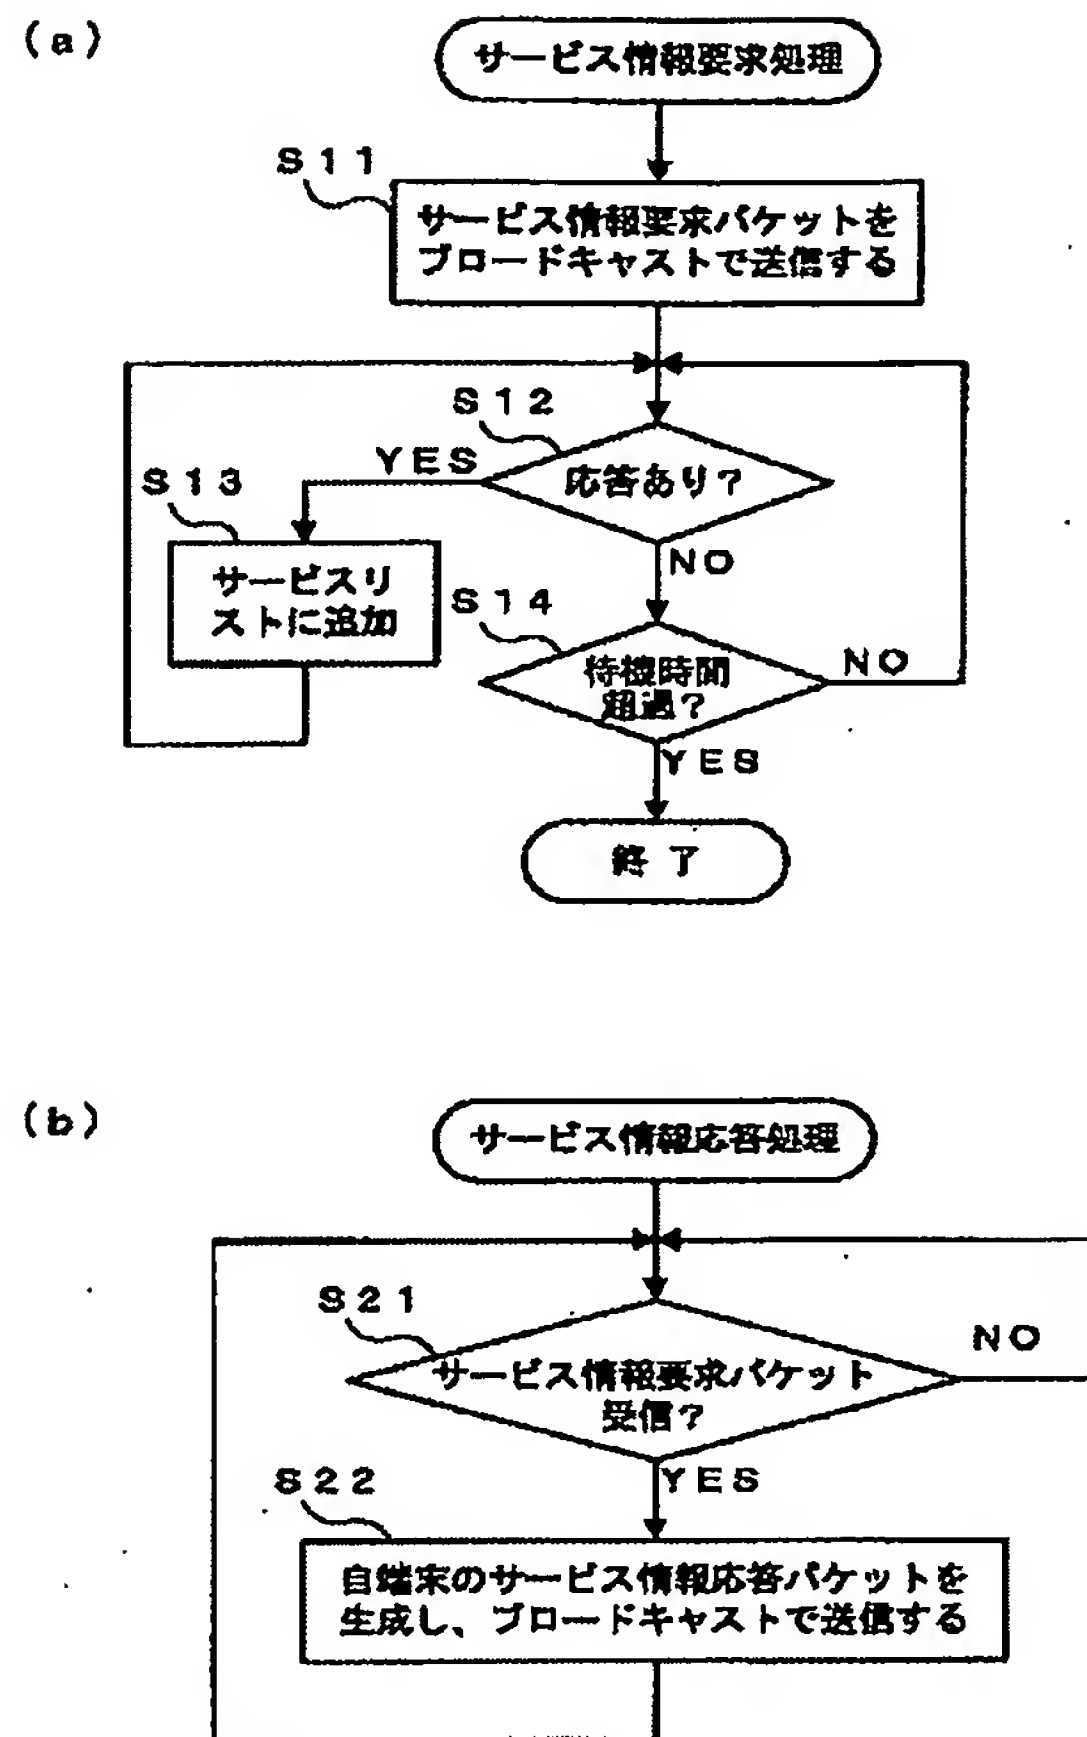 (a)
サービス情報要求処理
S11
サービス情報要求パケットを
ブロードキャストで送信する
S12
YES
応答あり?
S13
NO
サービスリ
ストに追加
S14
待機時間
超過?
NO
YES
終 了
(b)
サービス情報応答処理
S21
NO
サービス情報要求パケット
受信?
YES
S22
自端末のサービス情報応答パケットを
生成し、ブロードキャストで送信する